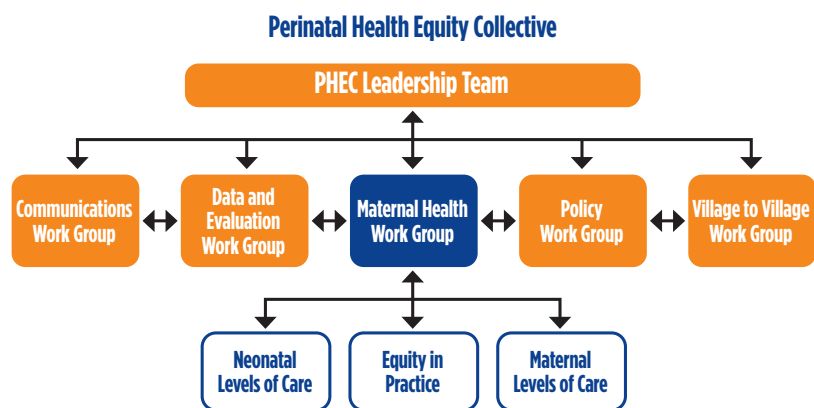 Perinatal Health Equity Collective
PHEC Leadership Team
Communications
Work Group
Data and
Evaluation
Work Group
Maternal Health
Work Group
Policy
Work Group
Village to Village
Work Group
Neonatal
Levels of Care
Equity in
Practice
Maternal
Levels of Care